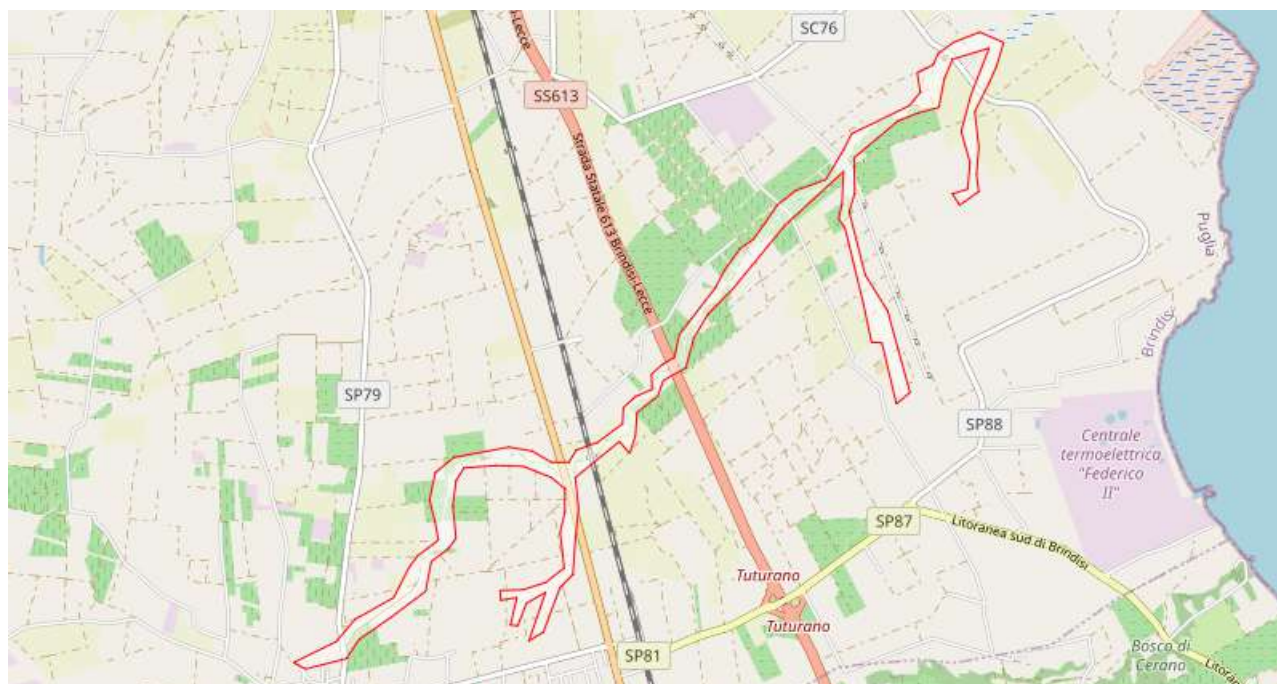 SC76
-Lecce
SS613
Strada Statale 613 Brindisi-Lecce
Puglia
Brindisi
SP79
SP88
Centrale
termoelettrica
"Federico
II"
SP87
Litoranea sud di Brindisi
Tuturano
Tuturano
SP81
Bosco di
Cerano
Litora